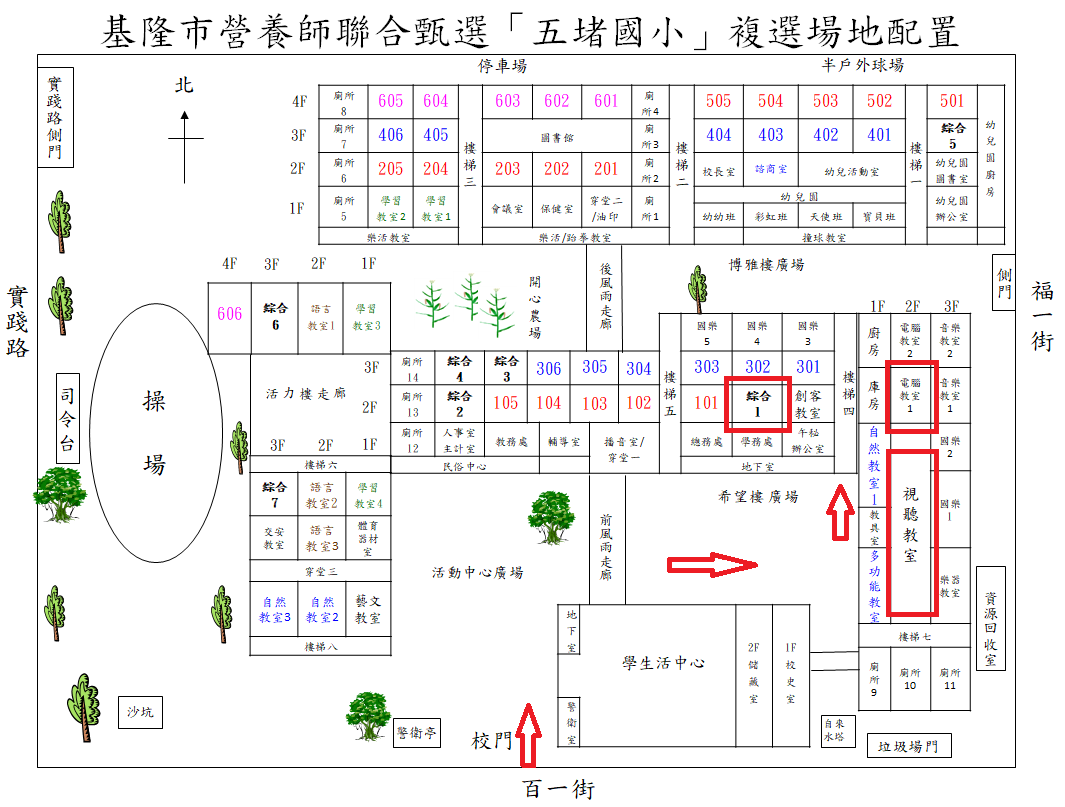 基隆市營養師聯合甄選「五堵國小」複選場地配置
停車場
半戶外球場
實踐路側門
北
4F
廁所8
605
604
603
602
601
廁所4
505
504
503
502
501
3F
廁所7
406
405
樓梯三
圖書館
廁所3
樓梯二
404
403
402
401
樓梯一
綜合5
幼兒園廚房
2F
廁所6
205
204
203
202
201
廁所2
校長室
諮商室
幼兒活動室
幼兒園圖書室
1F
廁所5
學習教室2
學習教室1
會議室
保健室
穿堂二/油印
廁所1
幼兒園
幼幼班
彩虹班
天使班
寶貝班
幼兒園辦公室
樂活教室
樂活/跆拳教室
撞球教室
4F
3F
2F
1F
606
綜合6
語言教室1
學習教室3
開心農場
後風雨走廊
博雅樓廣場
側門
福一街
實踐路
司令台
操場
活力樓走廊
3F
2F
3F
2F
1F
廁所14
綜合4
綜合3
306
305
304
廁所13
綜合2
105
104
103
102
廁所12
人事室主計室
教務處
輔導室
播音室/穿堂一
民俗中心
樓梯五
國樂5
國樂4
國樂3
303
302
301
101
綜合1
創客教室
總務處
學務處
午秘辦公室
地下室
樓梯四
1F
2F
3F
廚房
電腦教室2
音樂教室2
庫房
電腦教室1
音樂教室1
自然教室1
國樂2
教具室
視聽教室
國樂1
多功能教室
樂器教室
樓梯七
廁所9
廁所10
廁所11
資源回收室
樓梯六
綜合7
語言教室2
學習教室4
交安教室
語言教室3
體育器材室
穿堂三
自然教室3
自然教室2
藝文教室
樓梯八
希望樓廣場
前風雨走廊
活動中心廣場
地下室
學生活中心
2F儲藏室
1F校史室
警衛室
沙坑
警衛亭
校門
自來水塔
垃圾場門
百一街